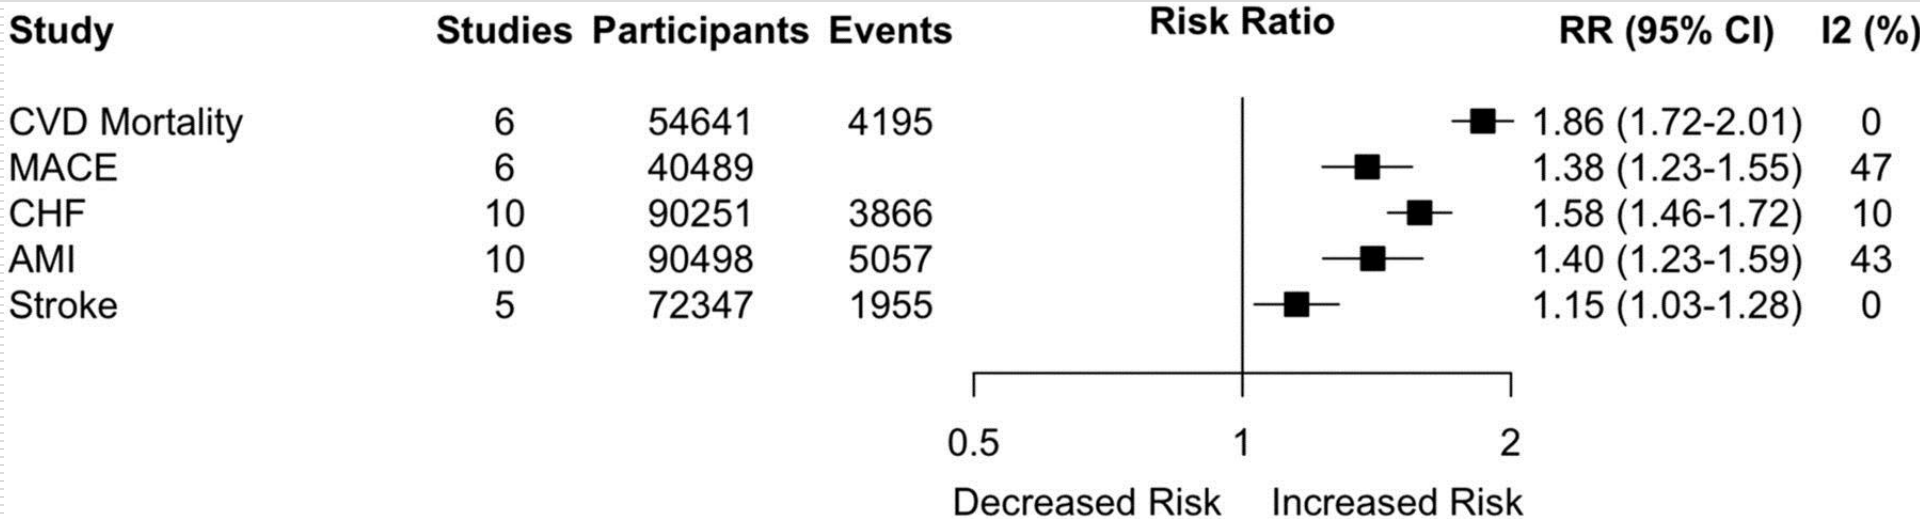 Study Studies Participants Events Risk Ratio RR (95% CI) I2 (%)
CVD Mortality 6 54641 4195 1.86 (1.72-2.01) 0
MACE 6 40489 1.38 (1.23-1.55) 47
CHF 10 90251 3866 1.58 (1.46-1.72) 10
AMI 10 90498 5057 1.40 (1.23-1.59) 43
Stroke 5 72347 1955 1.15 (1.03-1.28) 0
0.5 1 2
Decreased Risk Increased Risk